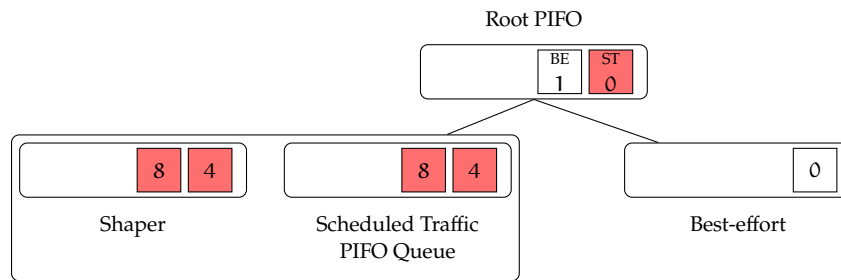 Root PIFO
BE ST
1 0
8 4
8 4
0
Shaper
Scheduled Traffic
PIFO Queue
Best-effort